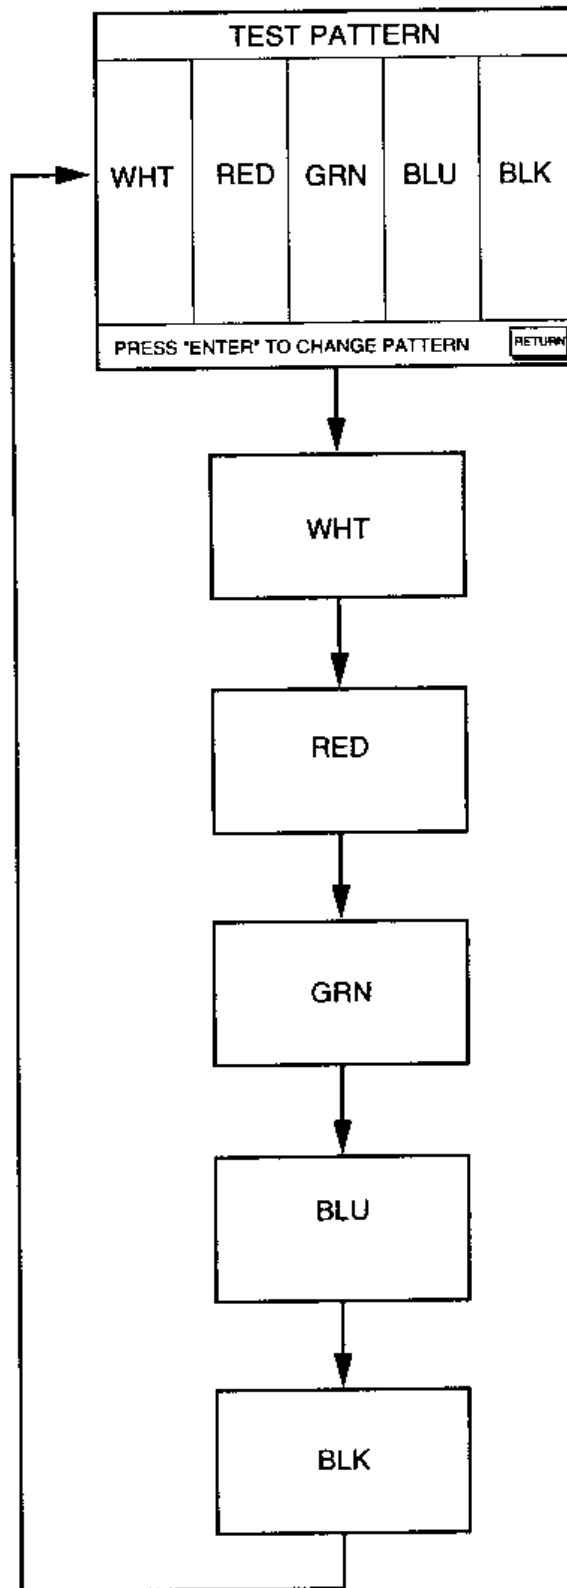 TEST PATTERN
WHT RED GRN BLU BLK
PRESS "ENTER" TO CHANGE PATTERN RETURN
WHT
RED
GRN
BLU
BLK